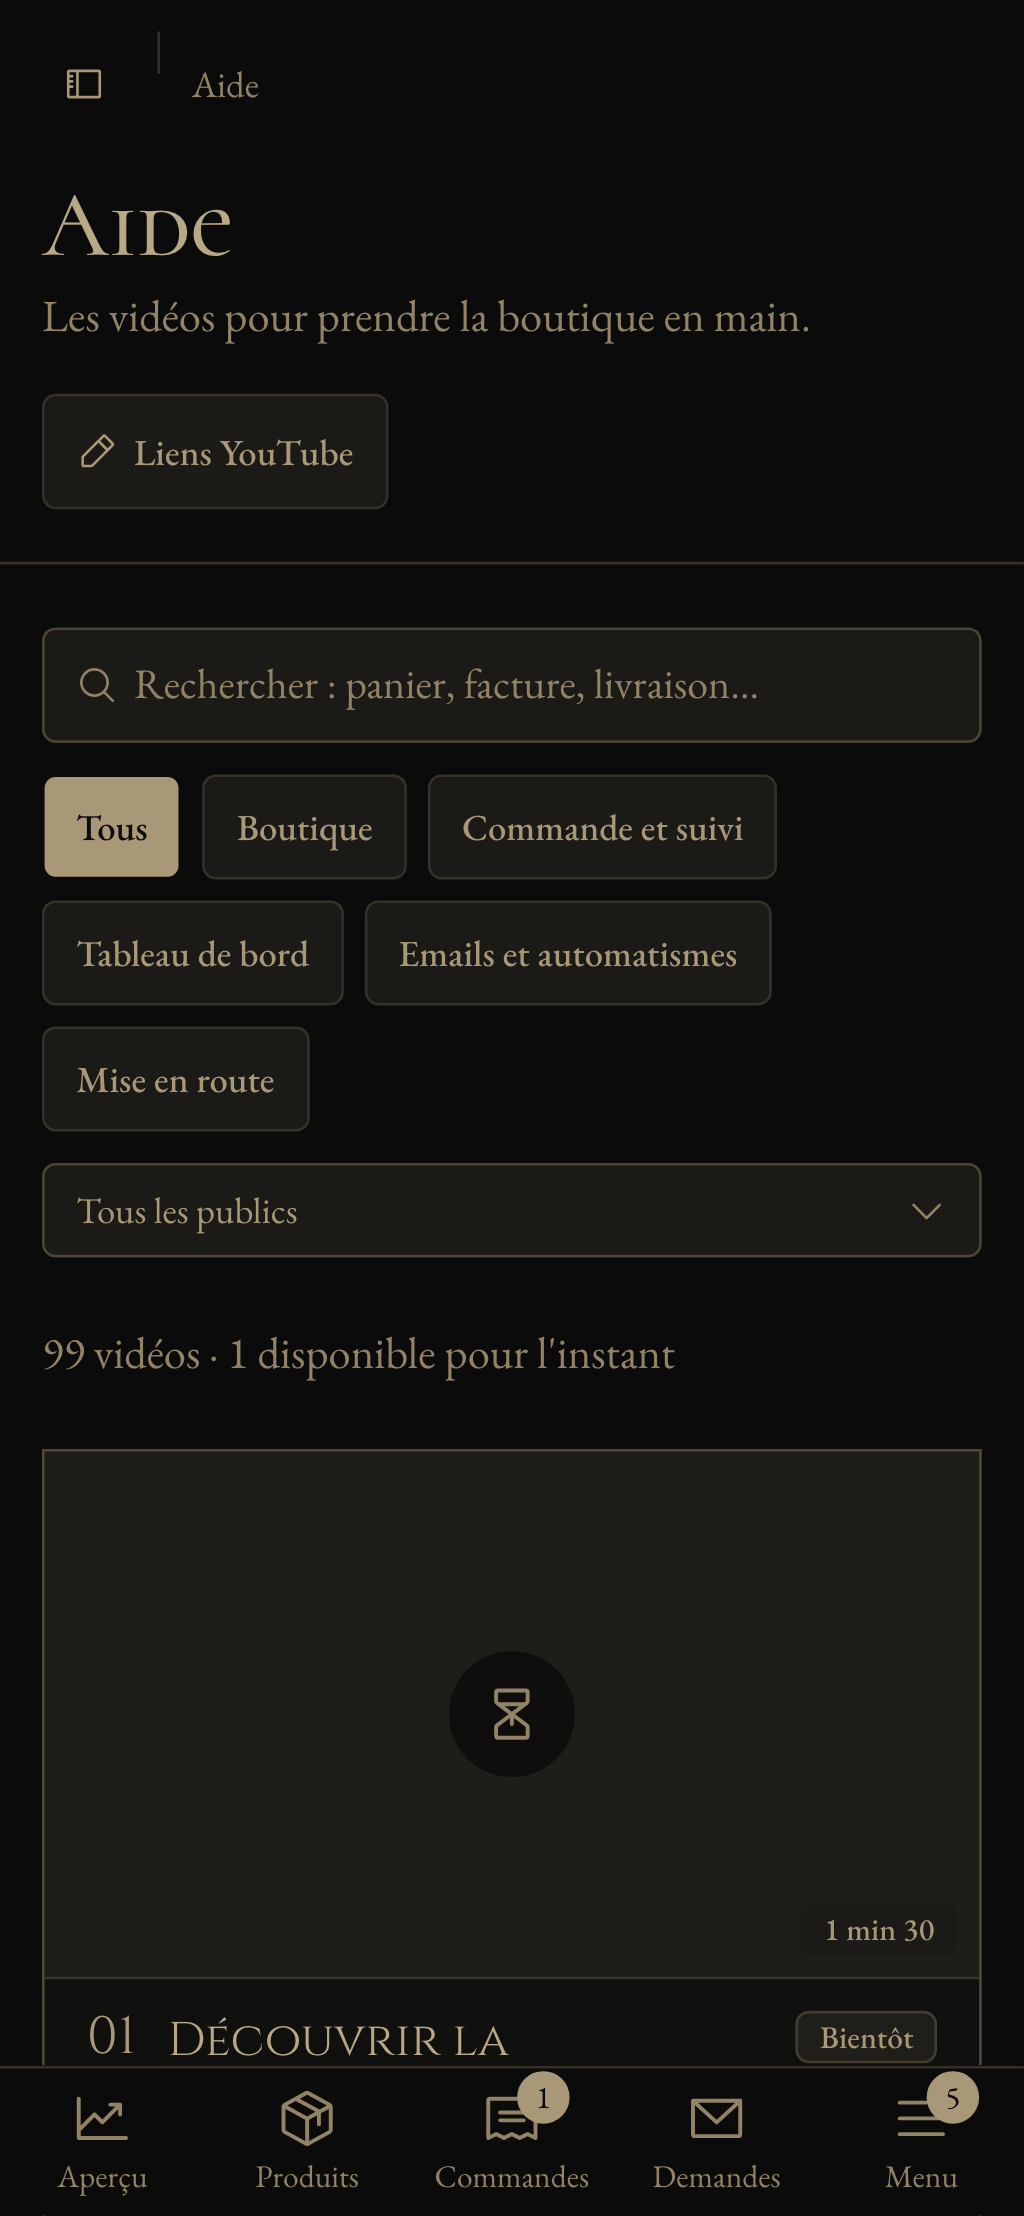 Aide
Aide
Les vidéos pour prendre la boutique en main.
Liens YouTube
Rechercher : panier, facture, livraison...
Tous
Boutique
Commande et suivi
Tableau de bord
Emails et automatismes
Mise en route
Tous les publics
99 vidéos · 1 disponible pour l'instant
1 min 30
01 Découvrir la
Bientôt
1
5
Aperçu
Produits
Commandes
Demandes
Menu